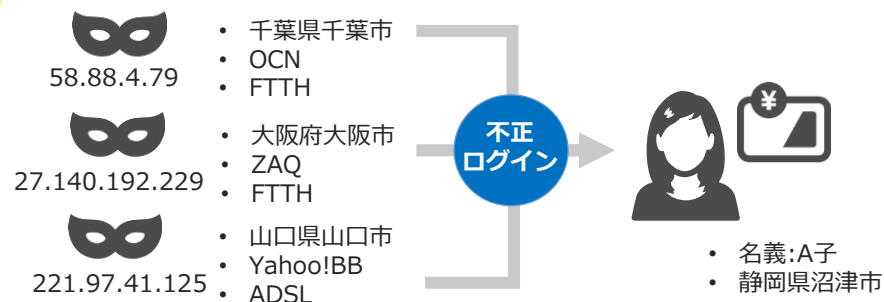 58.88.4.79
• 千葉県千葉市
• OCN
• FTTH
27.140.192.229
• 大阪府大阪市
• ZAQ
• FTTH
221.97.41.125
• 山口県山口市
• Yahoo!BB
• ADSL
不正
ログイン
¥
• 名義:A子
• 静岡県沼津市